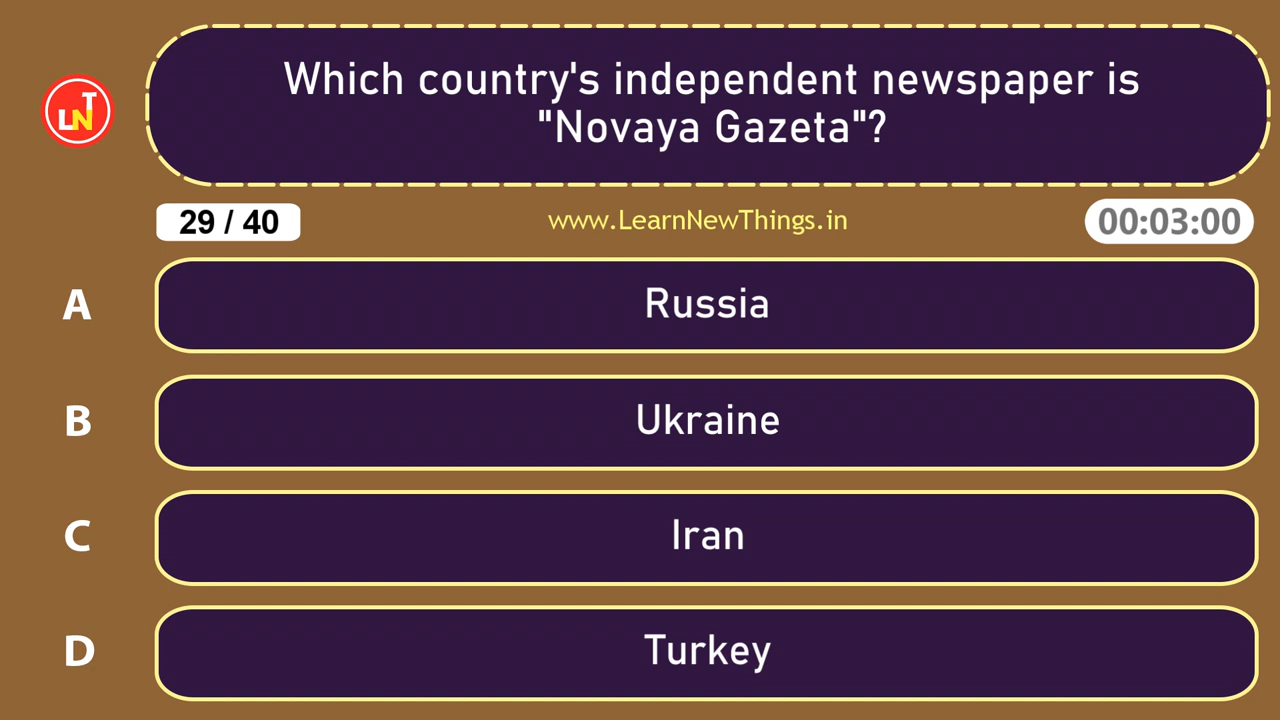 Which country's independent newspaper is
"Novaya Gazeta"?
LNT
29 / 40
www.LearnNewThings.in
00:03:00
A
Russia
B
Ukraine
C
Iran
D
Turkey